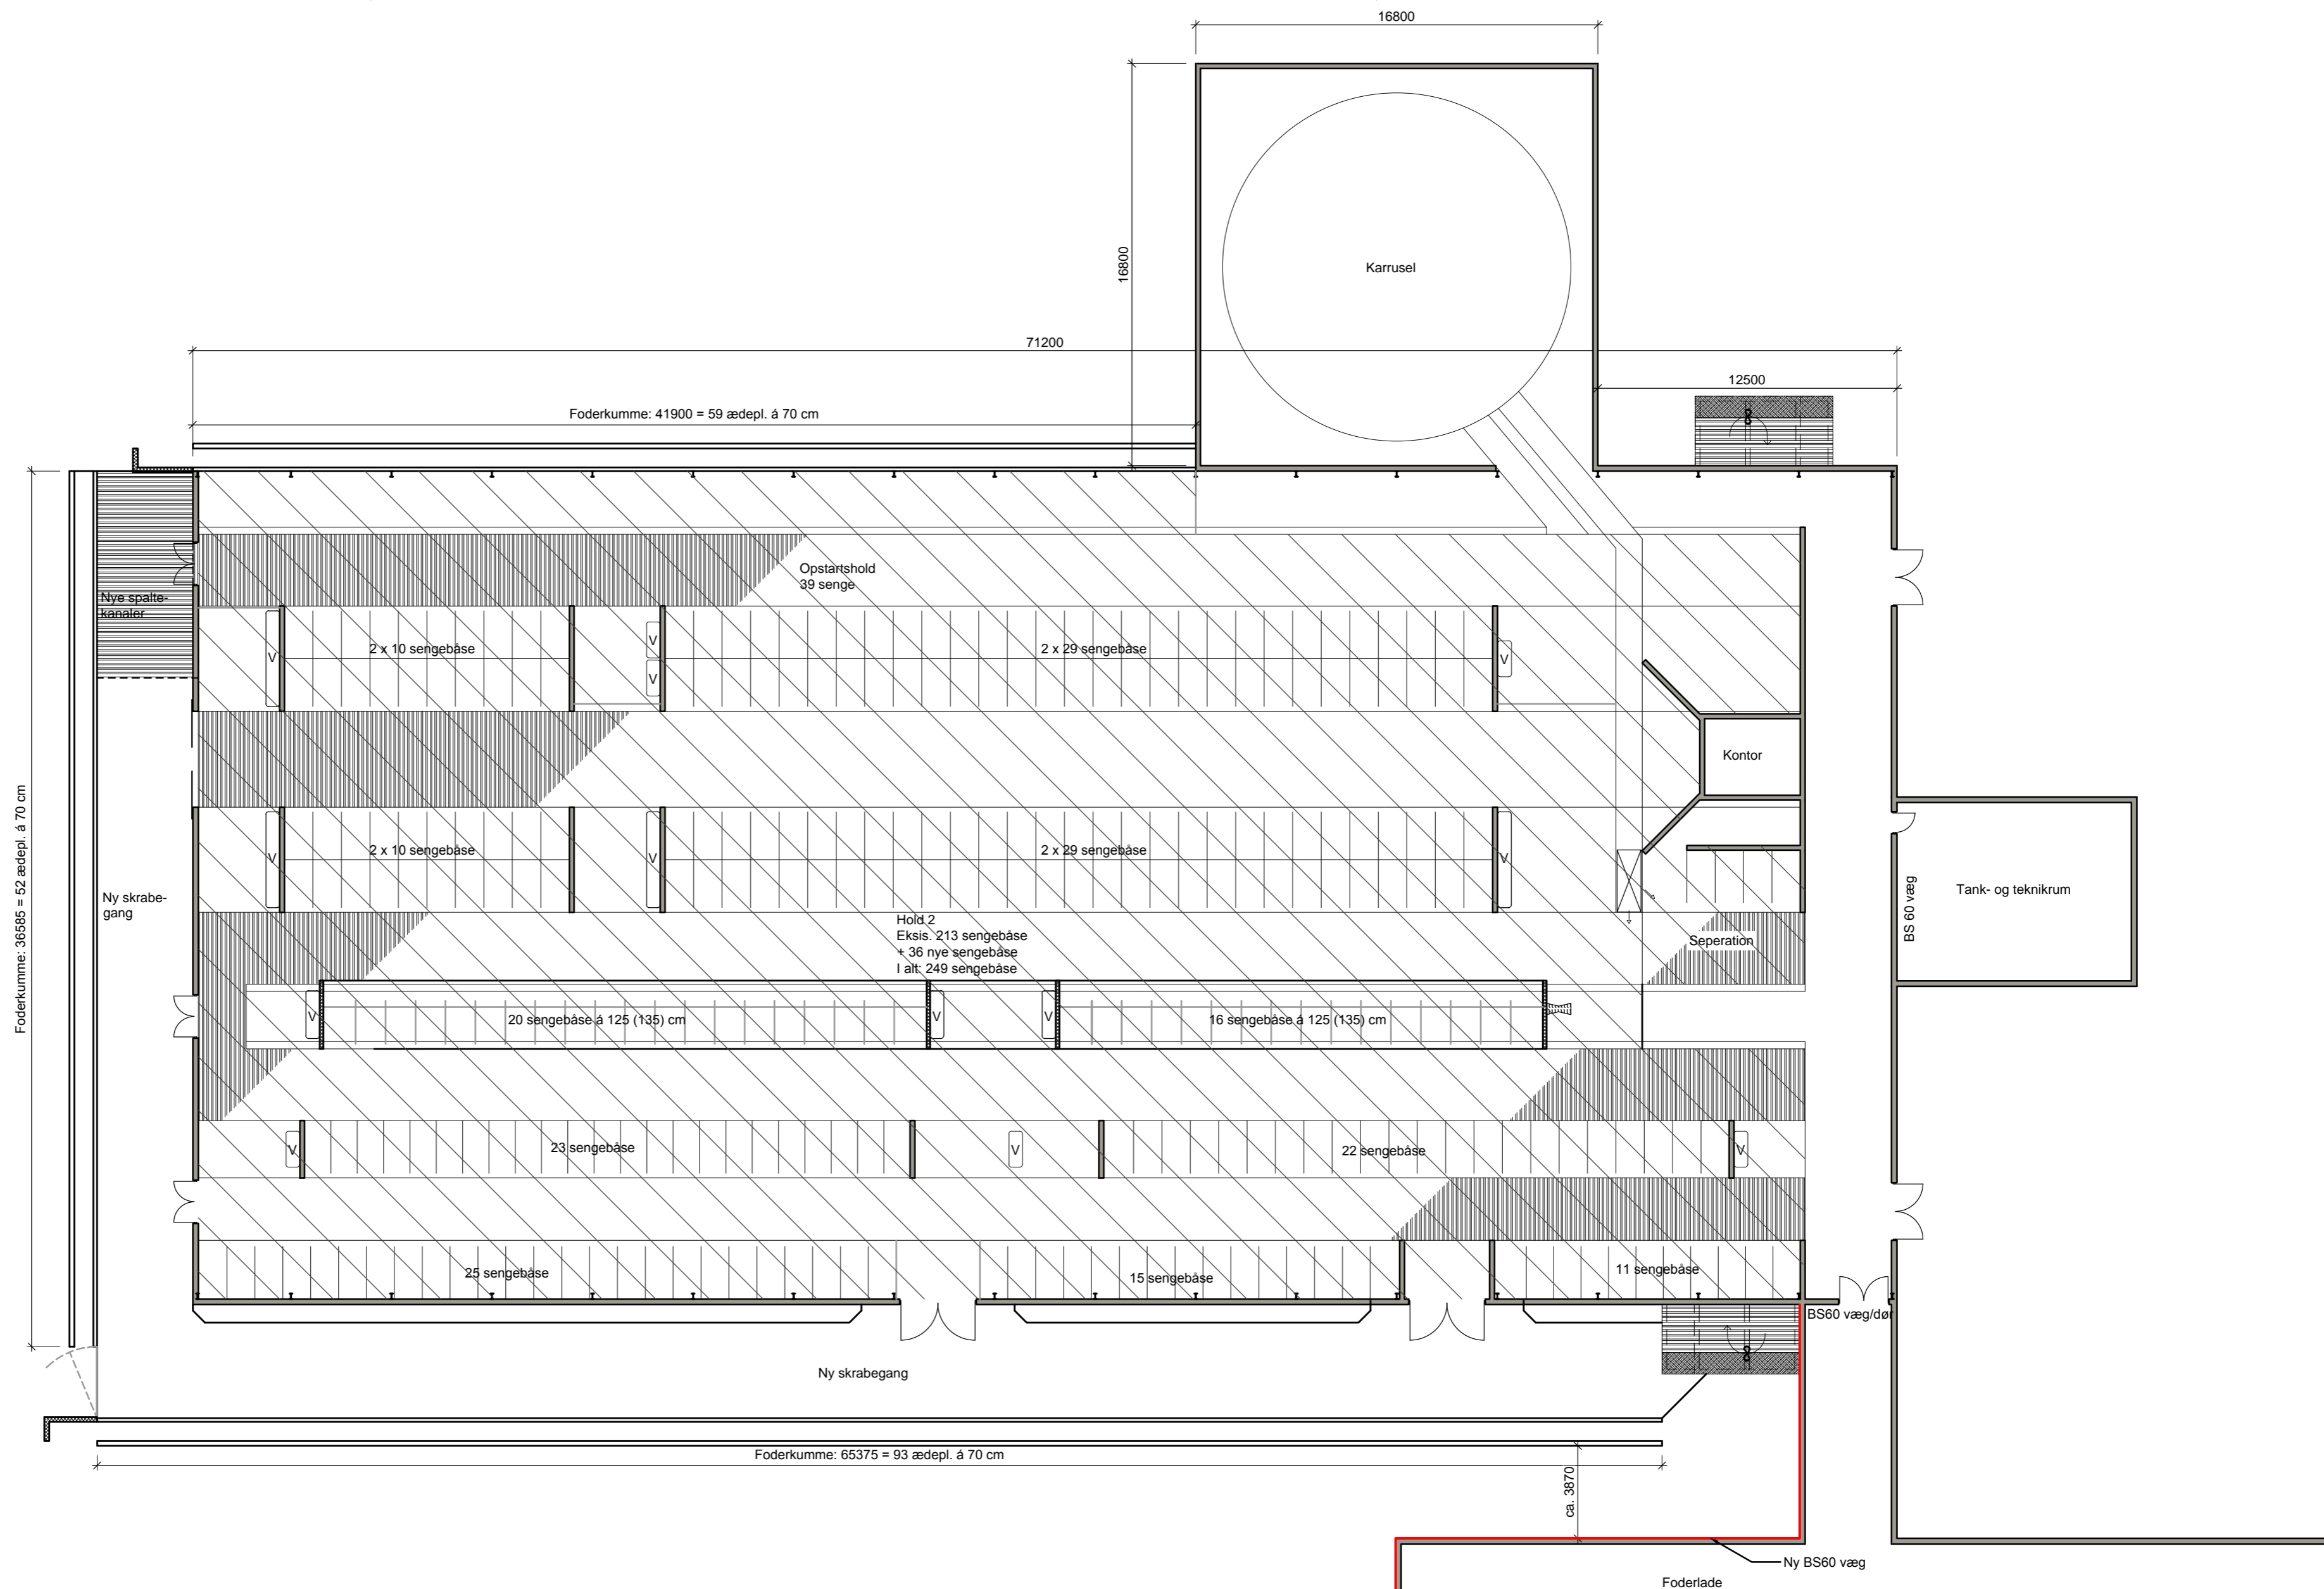 16800
16800
Karrusel
71200
12500
Foderkumme: 41900 = 59 ædepl. á 70 cm
Opstartshold
39 senge
Nye spalte-
kanaler
2 x 10 sengebåse
V
V
V
2 x 29 sengebåse
V
Kontor
Foderkumme: 36585 = 52 ædepl. á 70 cm
2 x 10 sengebåse
V
V
2 x 29 sengebåse
V
Ny skrabe-
gang
Tank- og teknikrum
BS 60 væg
Hold 2
Eksis. 213 sengebåse
+ 36 nye sengebåse
I alt: 249 sengebåse
Seperation
V
20 sengebåse á 125 (135) cm
V
V
16 sengebåse á 125 (135) cm
V
23 sengebåse
V
22 sengebåse
V
25 sengebåse
15 sengebåse
11 sengebåse
BS60 væg/dør
Ny skrabegang
Foderkumme: 65375 = 93 ædepl. á 70 cm
ca. 3870
Ny BS60 væg
Foderlade